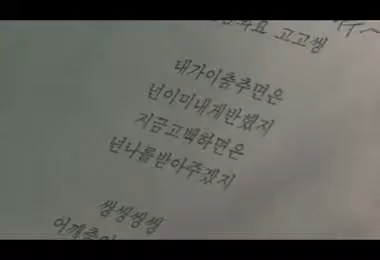 고고씽
내가이춤추면은
넌이미내게반했지
지금고백하면은
넌나를받아주겠지
씽씽씽씽